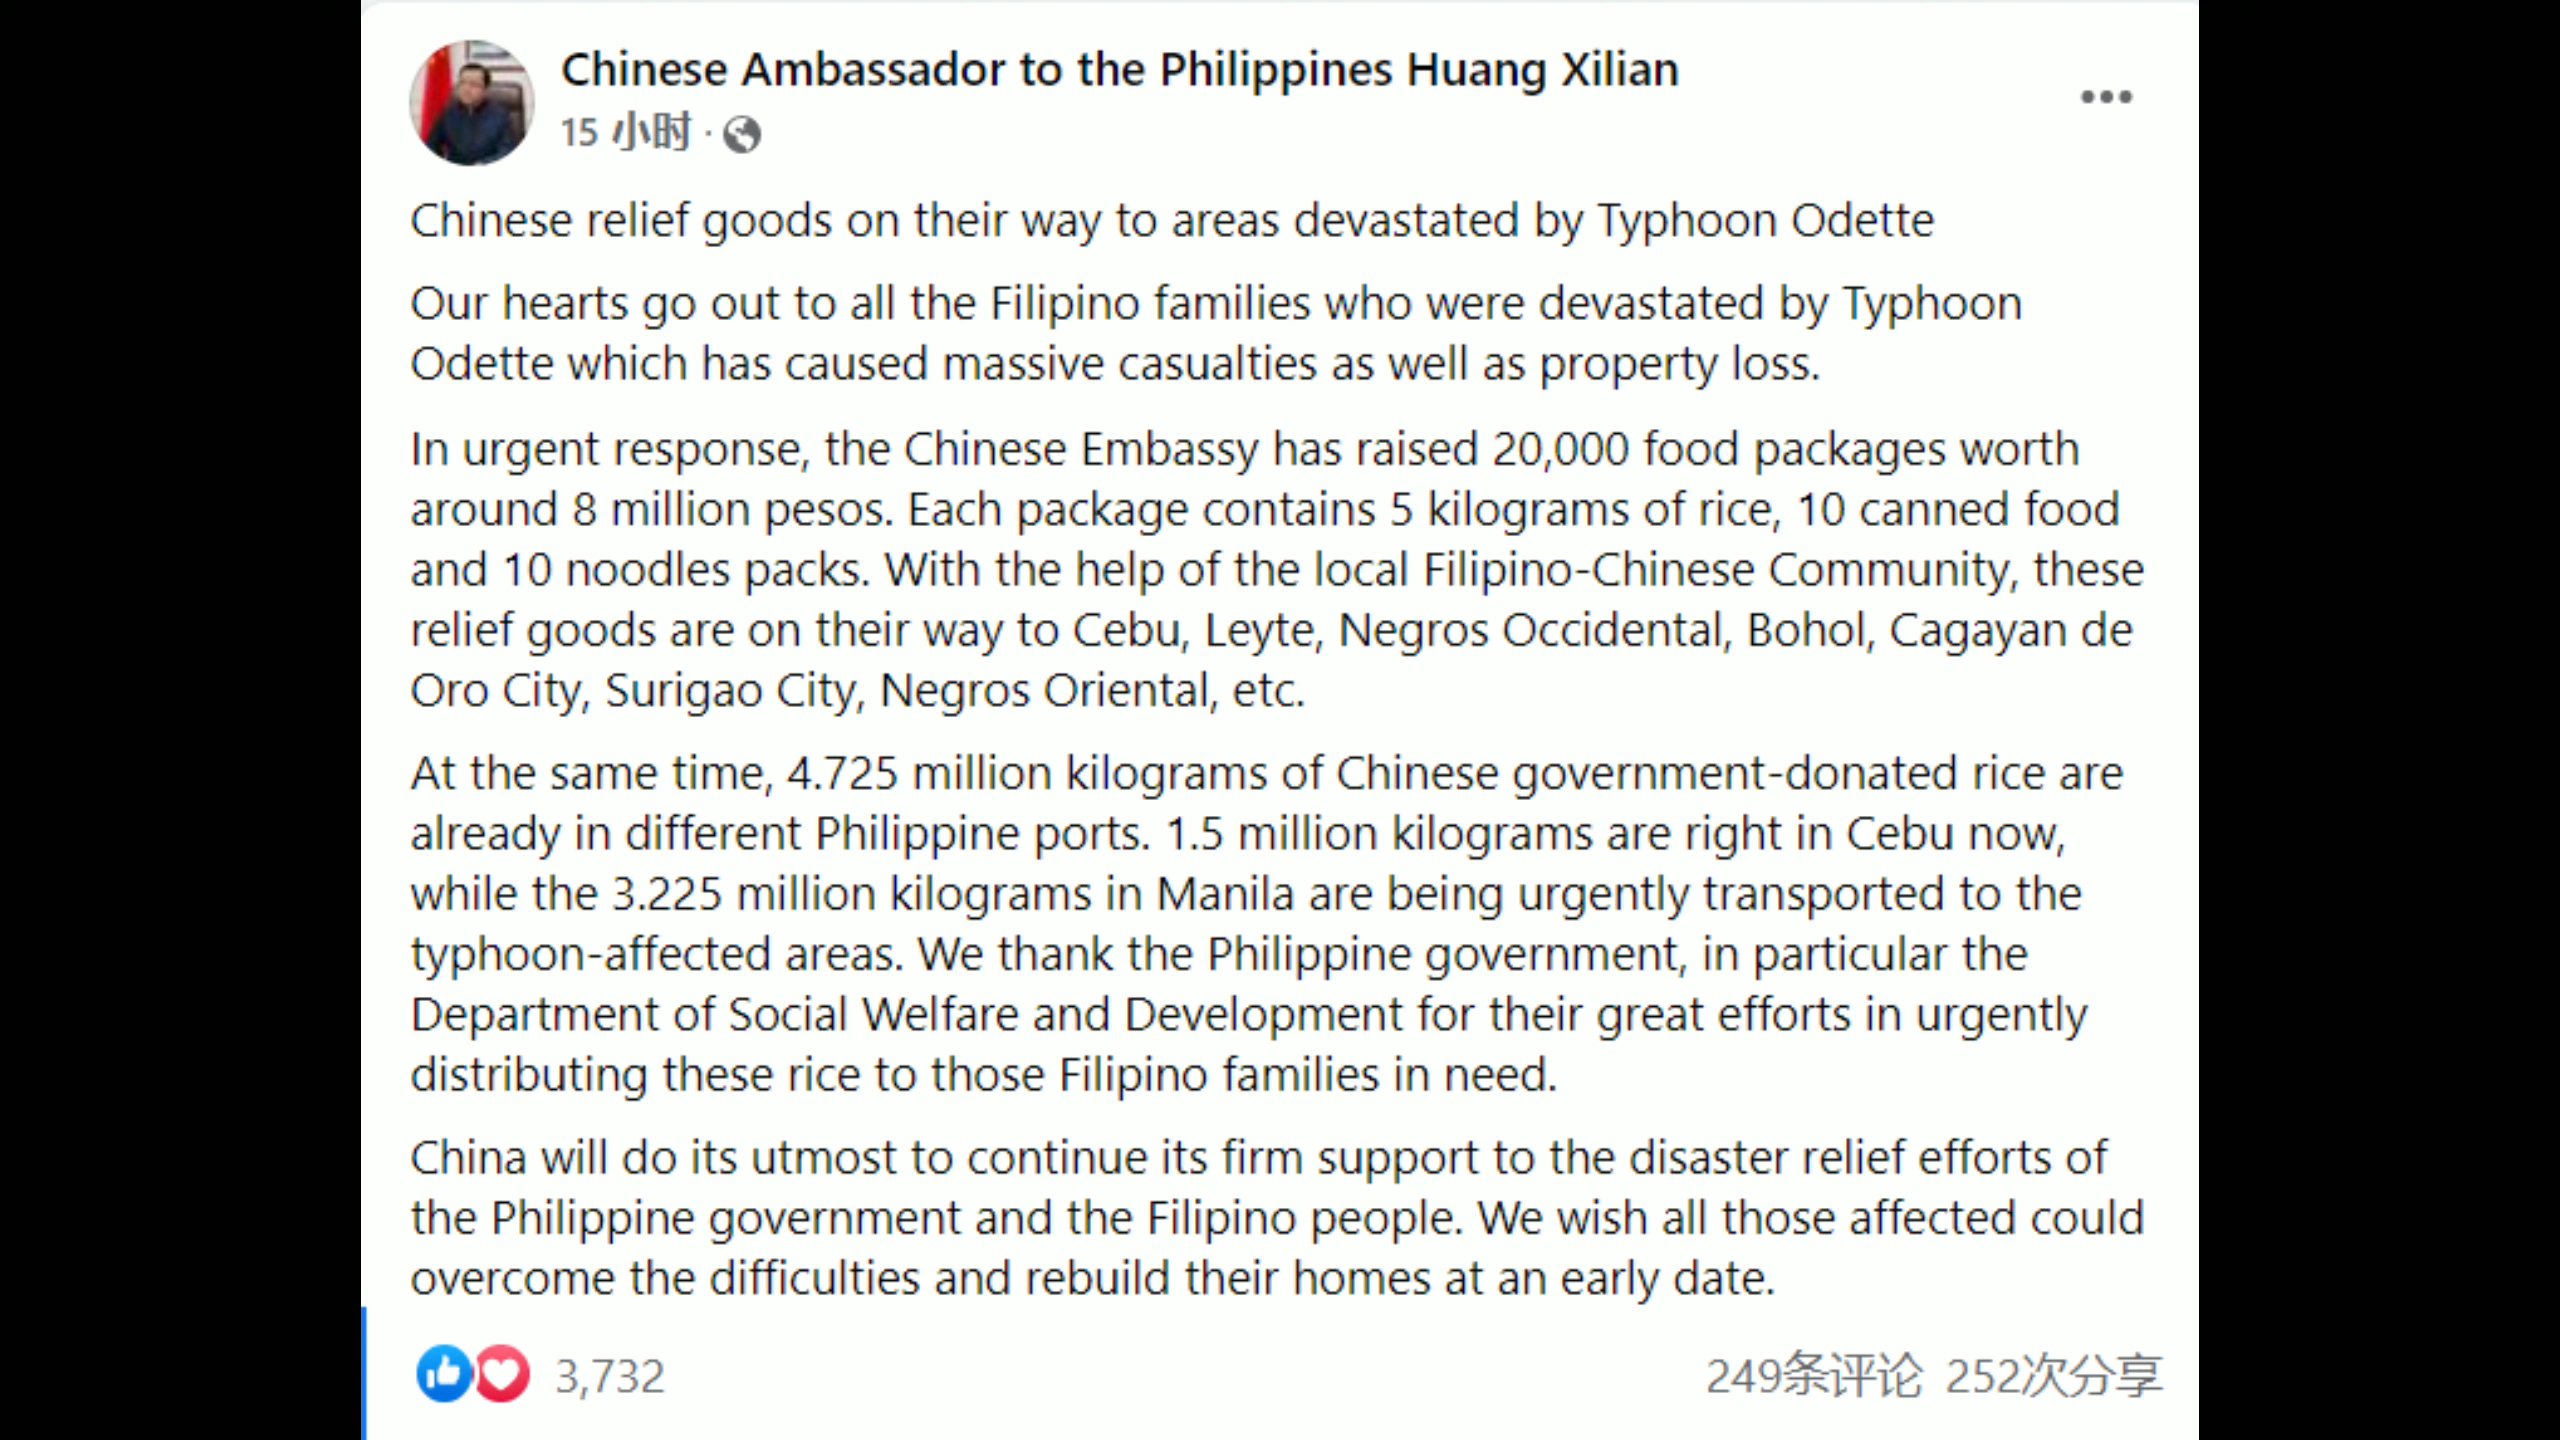 Chinese Ambassador to the Philippines Huang Xilian
15 小时 ·
Chinese relief goods on their way to areas devastated by Typhoon Odette
Our hearts go out to all the Filipino families who were devastated by Typhoon
Odette which has caused massive casualties as well as property loss.
In urgent response, the Chinese Embassy has raised 20,000 food packages worth
around 8 million pesos. Each package contains 5 kilograms of rice, 10 canned food
and 10 noodles packs. With the help of the local Filipino-Chinese Community, these
relief goods are on their way to Cebu, Leyte, Negros Occidental, Bohol, Cagayan de
Oro City, Surigao City, Negros Oriental, etc.
At the same time, 4.725 million kilograms of Chinese government-donated rice are
already in different Philippine ports. 1.5 million kilograms are right in Cebu now,
while the 3.225 million kilograms in Manila are being urgently transported to the
typhoon-affected areas. We thank the Philippine government, in particular the
Department of Social Welfare and Development for their great efforts in urgently
distributing these rice to those Filipino families in need.
China will do its utmost to continue its firm support to the disaster relief efforts of
the Philippine government and the Filipino people. We wish all those affected could
overcome the difficulties and rebuild their homes at an early date.
3,732
249条评论 252次分享